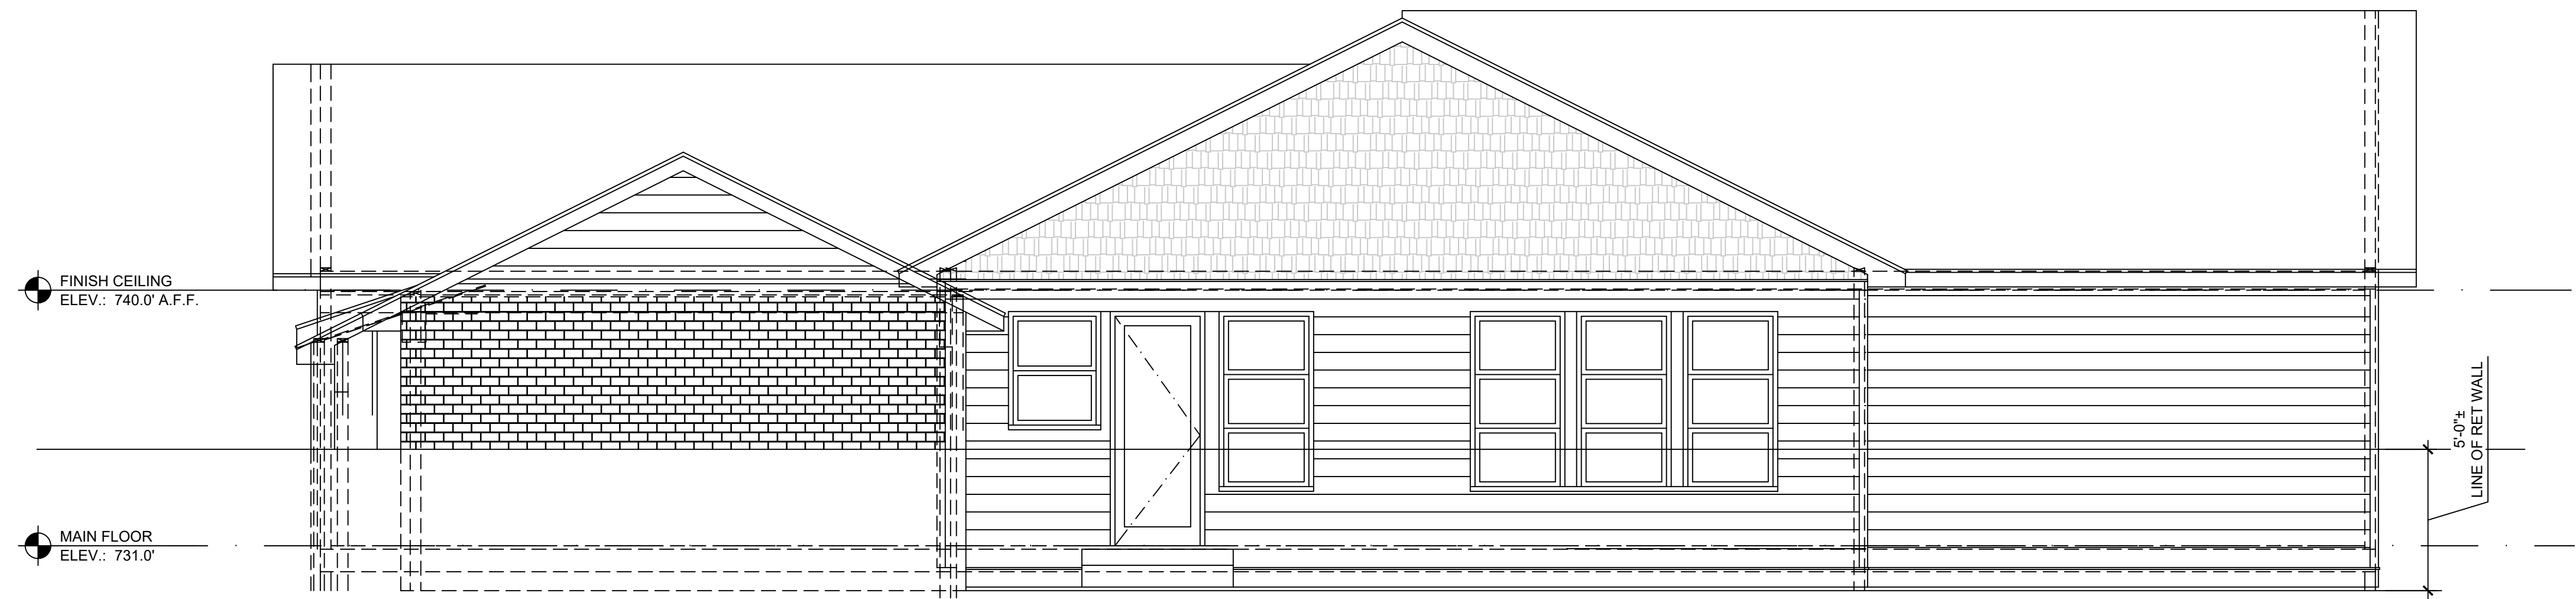 FINISH CEILING
ELEV.: 740.0' A.F.F.
MAIN FLOOR
ELEV.: 731.0'
5'-0"±
LINE OF RET WALL